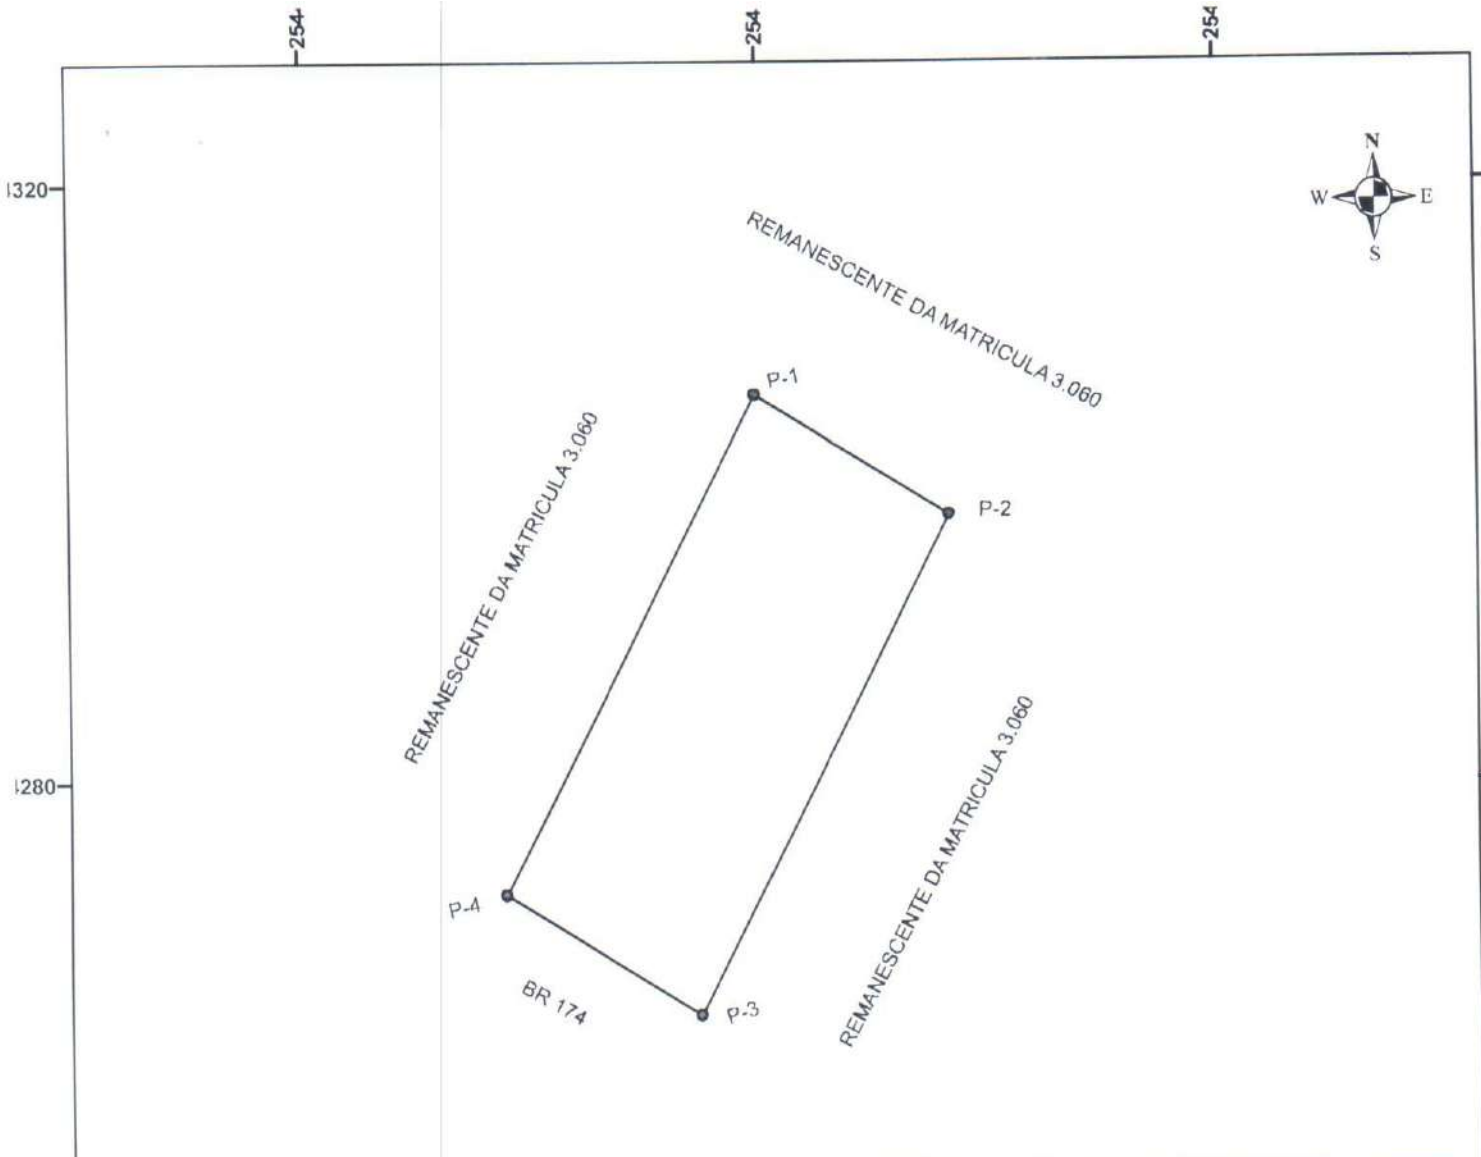 254
254
254
N
W E
S
320
REMANESCENTE DA MATRICULA 3.060
P-1
REMANESCENTE DA MATRICULA 3.060
P-2
REMANESCENTE DA MATRICULA 3.060
280
P-4
BR 174
P-3